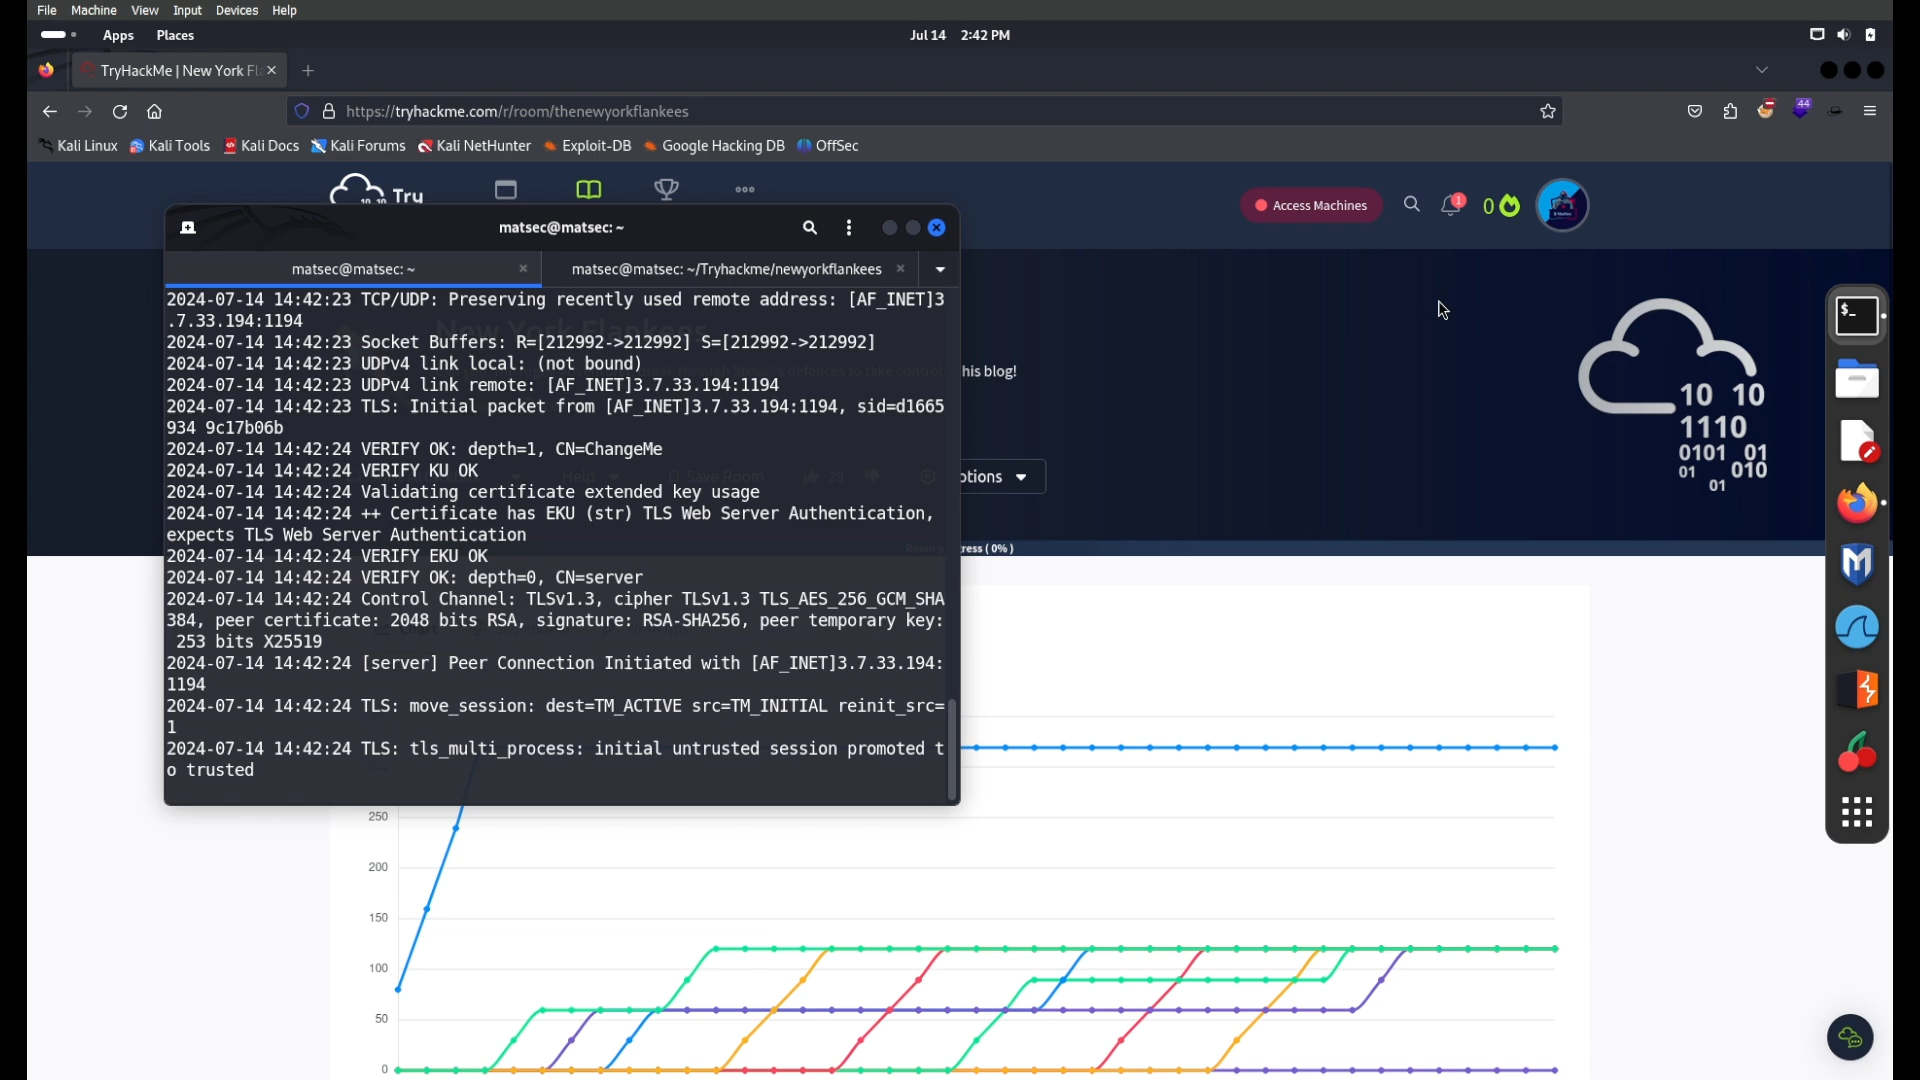 File Machine View Input Devices Help
Apps Places Jul 14 2:42 PM
TryHackMe | New York Fl
https://tryhackme.com/r/room/thenewyorkflankees
44
Kali Linux Kali Tools Kali Docs Kali Forums Kali NetHunter Exploit-DB Google Hacking DB OffSec
Try
Access Machines 1 0
matsec@matsec: ~
matsec@matsec: ~ matsec@matsec: ~/Tryhackme/newyorkflankees
2024-07-14 14:42:23 TCP/UDP: Preserving recently used remote address: [AF_INET]3
.7.33.194:1194
2024-07-14 14:42:23 Socket Buffers: R=[212992->212992] S=[212992->212992]
2024-07-14 14:42:23 UDPv4 link local: (not bound)
2024-07-14 14:42:23 UDPv4 link remote: [AF_INET]3.7.33.194:1194
2024-07-14 14:42:23 TLS: Initial packet from [AF_INET]3.7.33.194:1194, sid=d1665
934 9c17b06b
2024-07-14 14:42:24 VERIFY OK: depth=1, CN=ChangeMe
2024-07-14 14:42:24 VERIFY KU OK
2024-07-14 14:42:24 Validating certificate extended key usage
2024-07-14 14:42:24 ++ Certificate has EKU (str) TLS Web Server Authentication,
expects TLS Web Server Authentication
2024-07-14 14:42:24 VERIFY EKU OK
2024-07-14 14:42:24 VERIFY OK: depth=0, CN=server
2024-07-14 14:42:24 Control Channel: TLSv1.3, cipher TLSv1.3 TLS_AES_256_GCM_SHA
384, peer certificate: 2048 bits RSA, signature: RSA-SHA256, peer temporary key:
253 bits X25519
2024-07-14 14:42:24 [server] Peer Connection Initiated with [AF_INET]3.7.33.194:
1194
2024-07-14 14:42:24 TLS: move_session: dest=TM_ACTIVE src=TM_INITIAL reinit_src=
1
2024-07-14 14:42:24 TLS: tls_multi_process: initial untrusted session promoted t
o trusted
New York Flankees
his blog!
Help Save Room 29 ptions
ress ( 0% )
10 10
1110
0101 01
01 010
01
$_
250
200
150
100
50
0